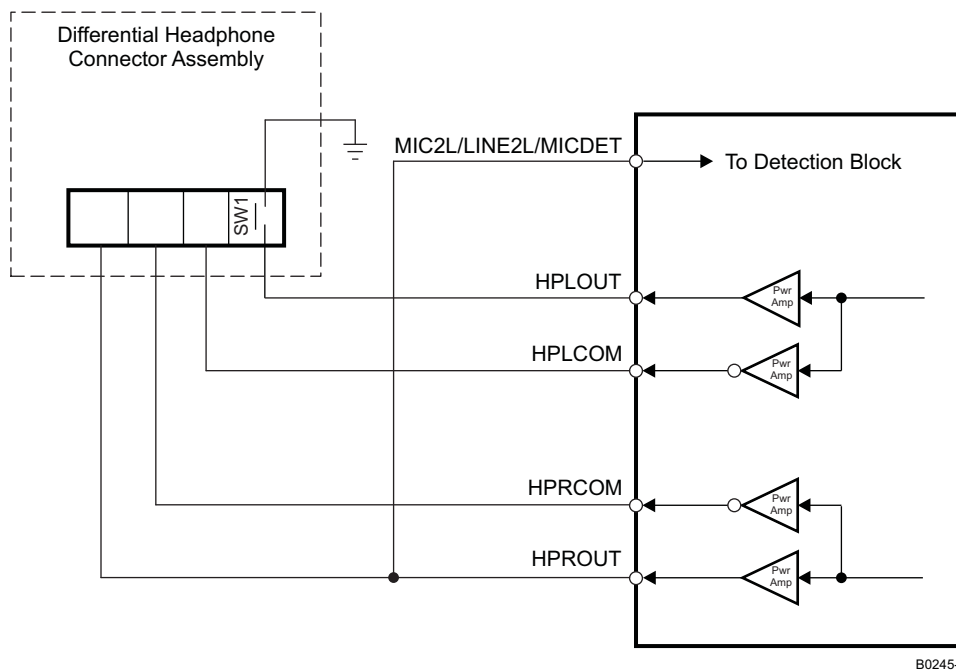 Differential Headphone
Connector Assembly
MIC2L/LINE2L/MICDET
To Detection Block
SW1
HPLOUT
Pwr
Amp
HPLCOM
Pwr
Amp
HPRCOM
Pwr
Amp
HPROUT
Pwr
Amp
B0245-